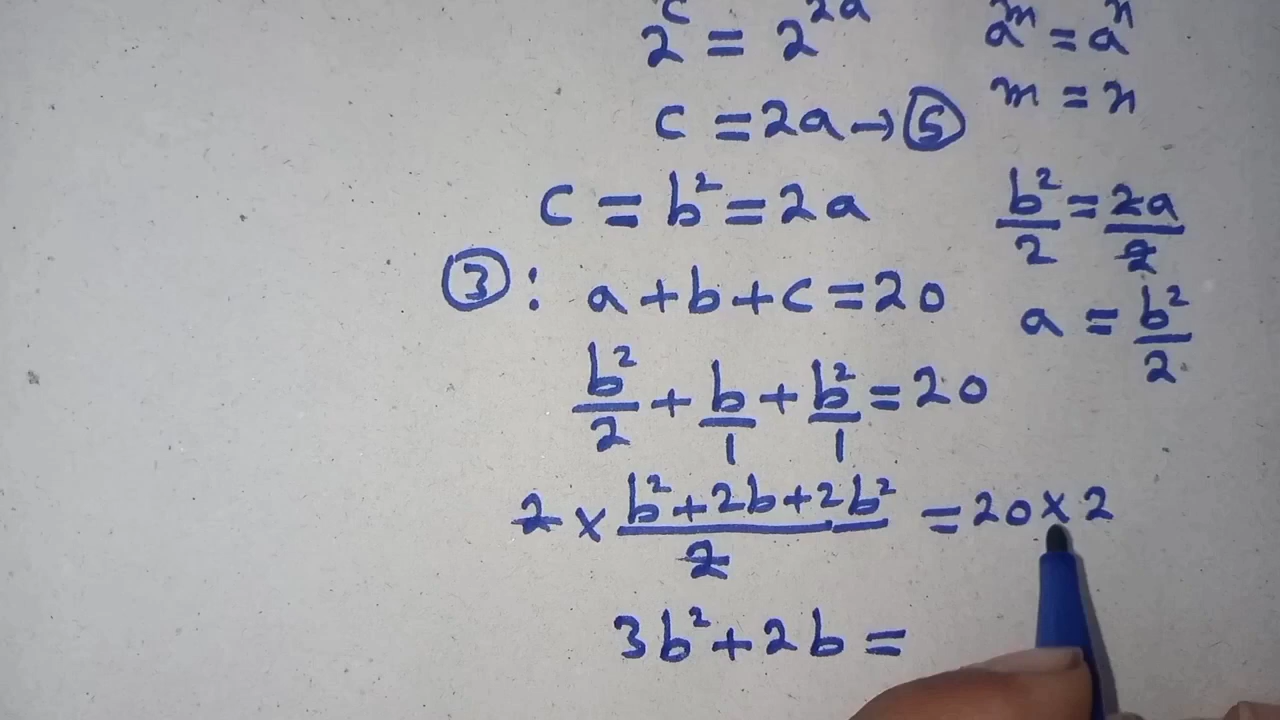 2^c = 2^2a
a^m = a^n
c = 2a → ⑤
m = n
c = b² = 2a
b²/2 = 2a/2
③: a + b + c = 20
a = b²/2
b²/2 + b/1 + b²/1 = 20
2 × (b² + 2b + 2b²)/2 = 20 × 2
3b² + 2b =